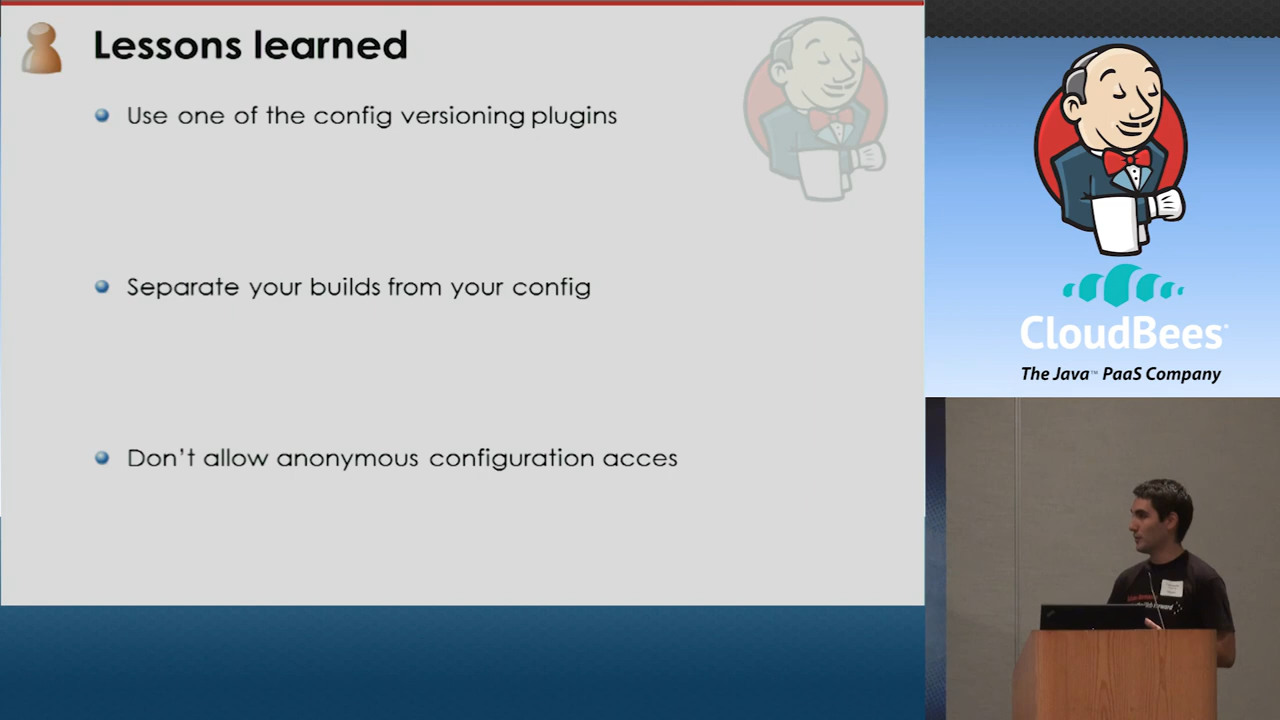 Lessons learned
Use one of the config versioning plugins
Separate your builds from your config
Don't allow anonymous configuration acces
CloudBees
The Java™ PaaS Company